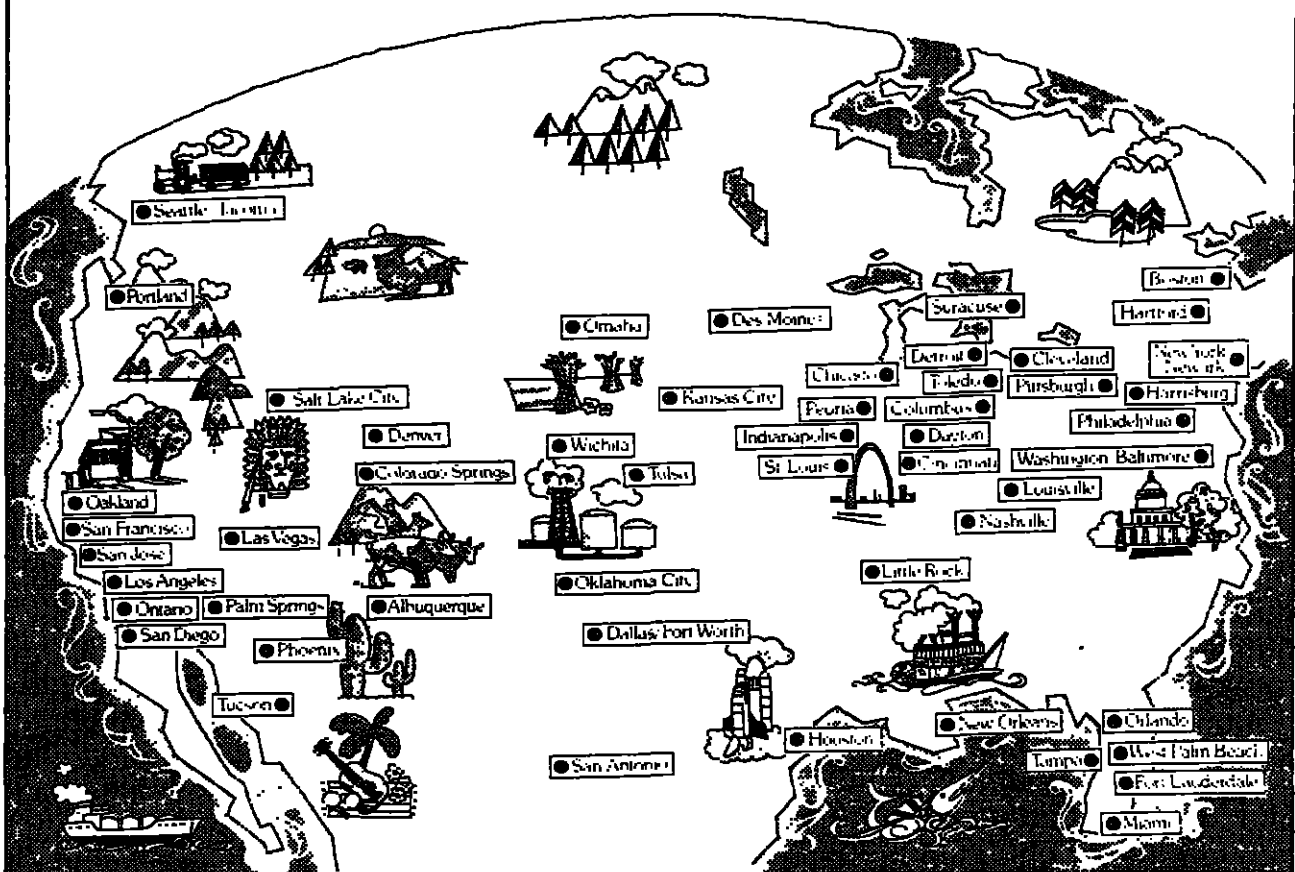 Seattle Tacoma
Portland
Boston
Syracuse
Hartford
Des Moines
Omaha
Detroit
Cleveland
New York
Newark
Chicago
Toledo
Pittsburgh
Harrisburg
Salt Lake City
Kansas City
Peoria
Columbus
Philadelphia
Denver
Wichita
Indianapolis
Dayton
Colorado Springs
Tulsa
St Louis
Cincinnati
Washington Baltimore
Oakland
Louisville
San Francisco
Las Vegas
Nashville
San Jose
Los Angeles
Oklahoma City
Little Rock
Ontario
Palm Springs
Albuquerque
San Diego
Phoenix
Dallas/Fort Worth
Tucson
Houston
New Orleans
Orlando
San Antonio
Tampa
West Palm Beach
Fort Lauderdale
Miami